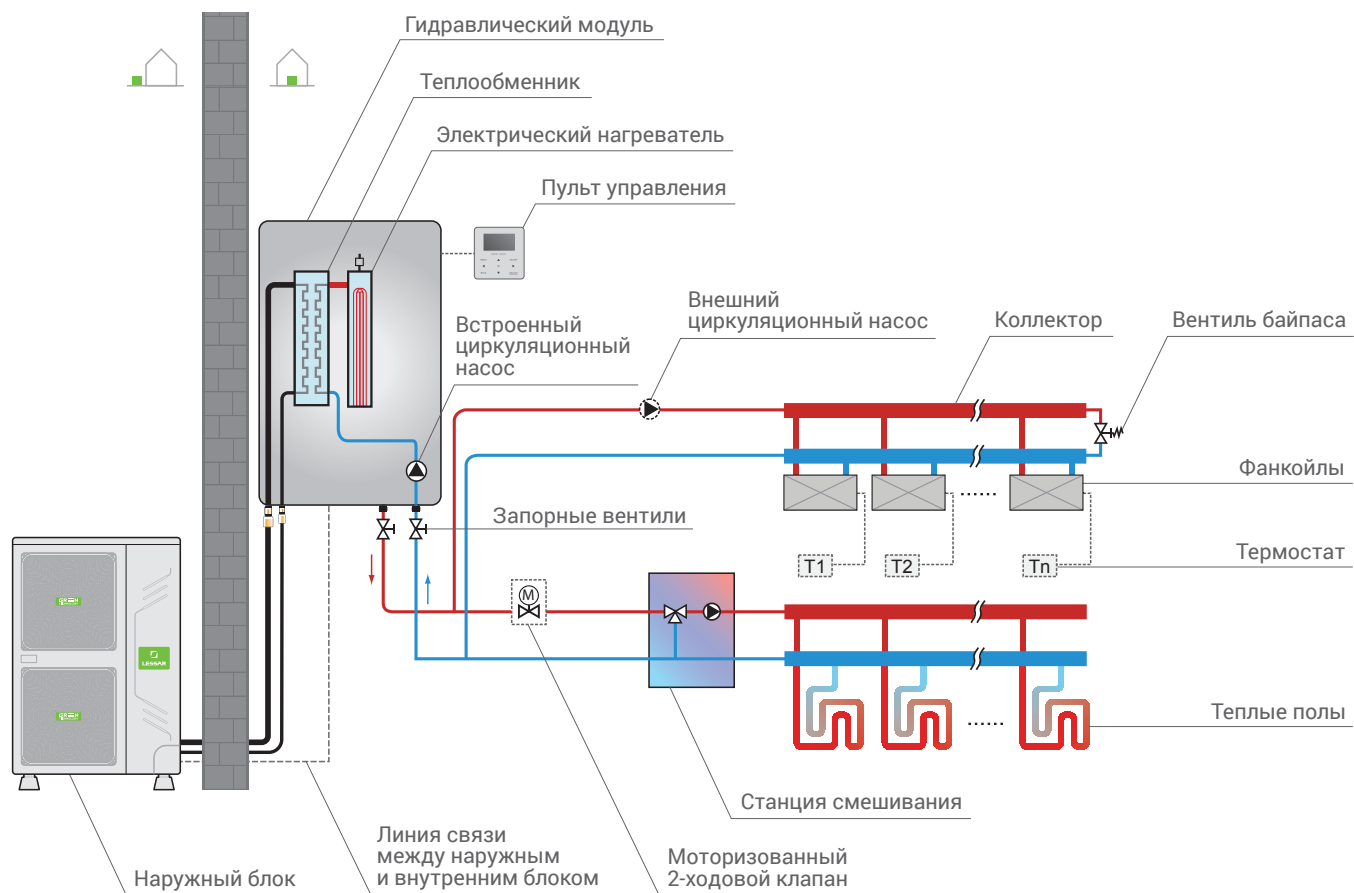 Гидравлический модуль
Теплообменник
Электрический нагреватель
Пульт управления
Встроенный
циркуляционный
насос
Внешний
циркуляционный насос
Коллектор
Вентиль байпаса
Фанкойлы
Запорные вентили
Термостат
T1
T2
Tn
M
LESSAR
Теплые полы
Станция смешивания
Линия связи
между наружным
и внутренним блоком
Моторизованный
2-ходовой клапан
Наружный блок